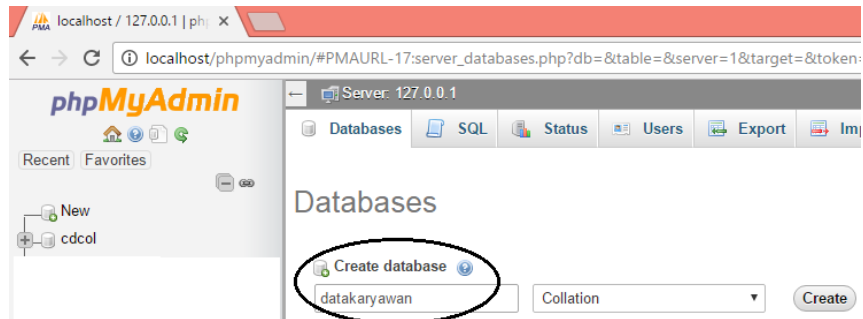 localhost / 127.0.0.1 | ph
localhost/phpmyadmin/#PMAURL-17:server_databases.php?db=&table=&server=1&target=&token=
phpMyAdmin
Recent Favorites
New
cdcol
Server: 127.0.0.1
Databases SQL Status Users Export Im
Databases
Create database
datakaryawan Collation Create